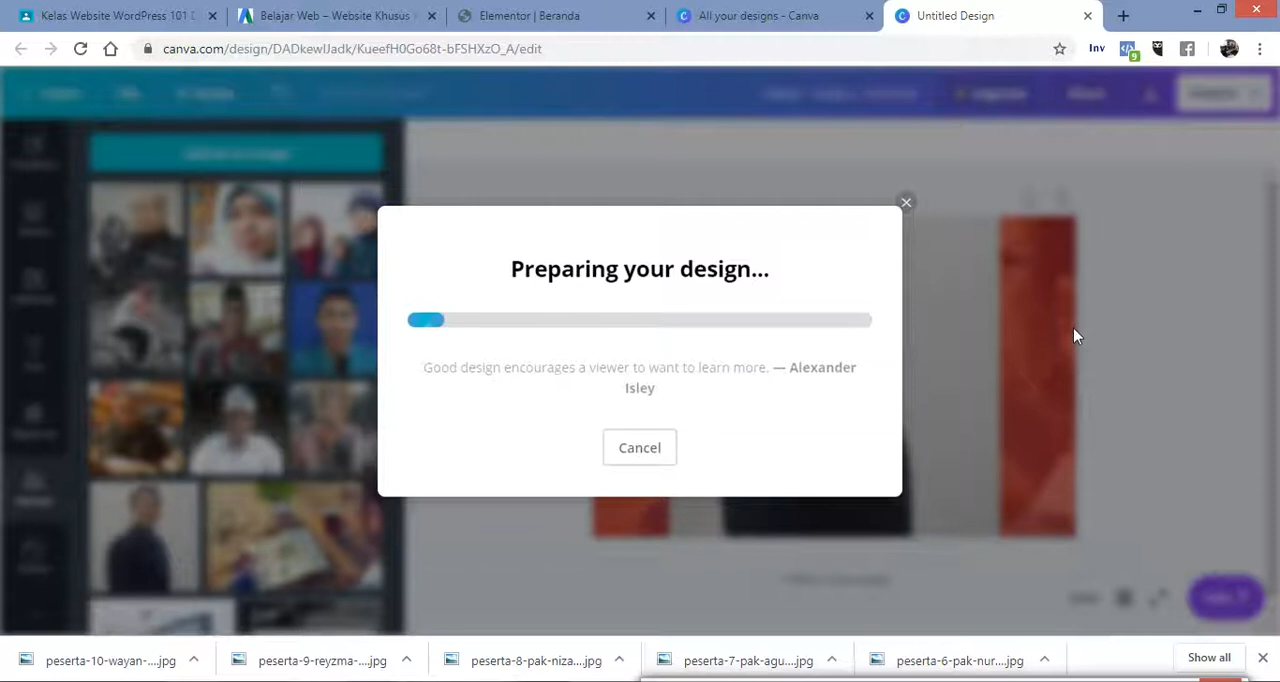 Kelas Website WordPress 101 D
Belajar Web – Website Khusus
Elementor | Beranda
All your designs - Canva
Untitled Design
canva.com/design/DADkewlJadk/KueefH0Go68t-bFSHXzO_A/edit
Inv
9
Preparing your design...
Good design encourages a viewer to want to learn more. — Alexander
Isley
Cancel
peserta-10-wayan-....jpg
peserta-9-reyzma-....jpg
peserta-8-pak-niza....jpg
peserta-7-pak-agu....jpg
peserta-6-pak-nur....jpg
Show all